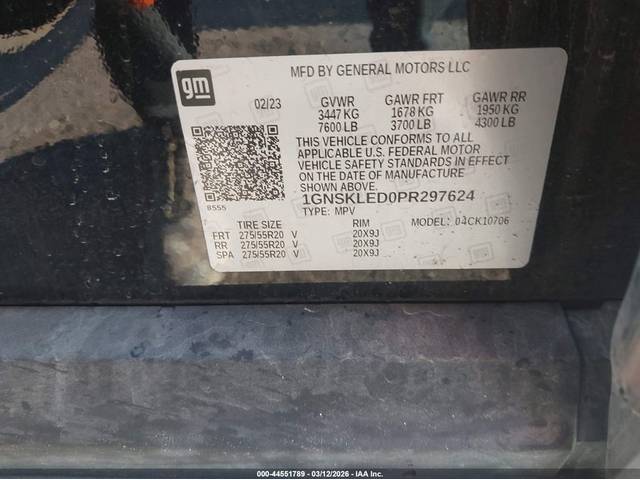 gm
MFD BY GENERAL MOTORS LLC
02/23 GVWR GAWR FRT GAWR RR
3447 KG 1678 KG 1950 KG
7600 LB 3700 LB 4300 LB
THIS VEHICLE CONFORMS TO ALL
APPLICABLE U.S. FEDERAL MOTOR
VEHICLE SAFETY STANDARDS IN EFFECT
ON THE DATE OF MANUFACTURE
SHOWN ABOVE.
8555 1GNSKLED0PR297624
TYPE: MPV MODEL: 04CK10706
TIRE SIZE RIM
FRT 275/55R20 V 20X9J
RR 275/55R20 V 20X9J
SPA 275/55R20 V 20X9J
000-44551789 - 03/12/2026 - IAA Inc.